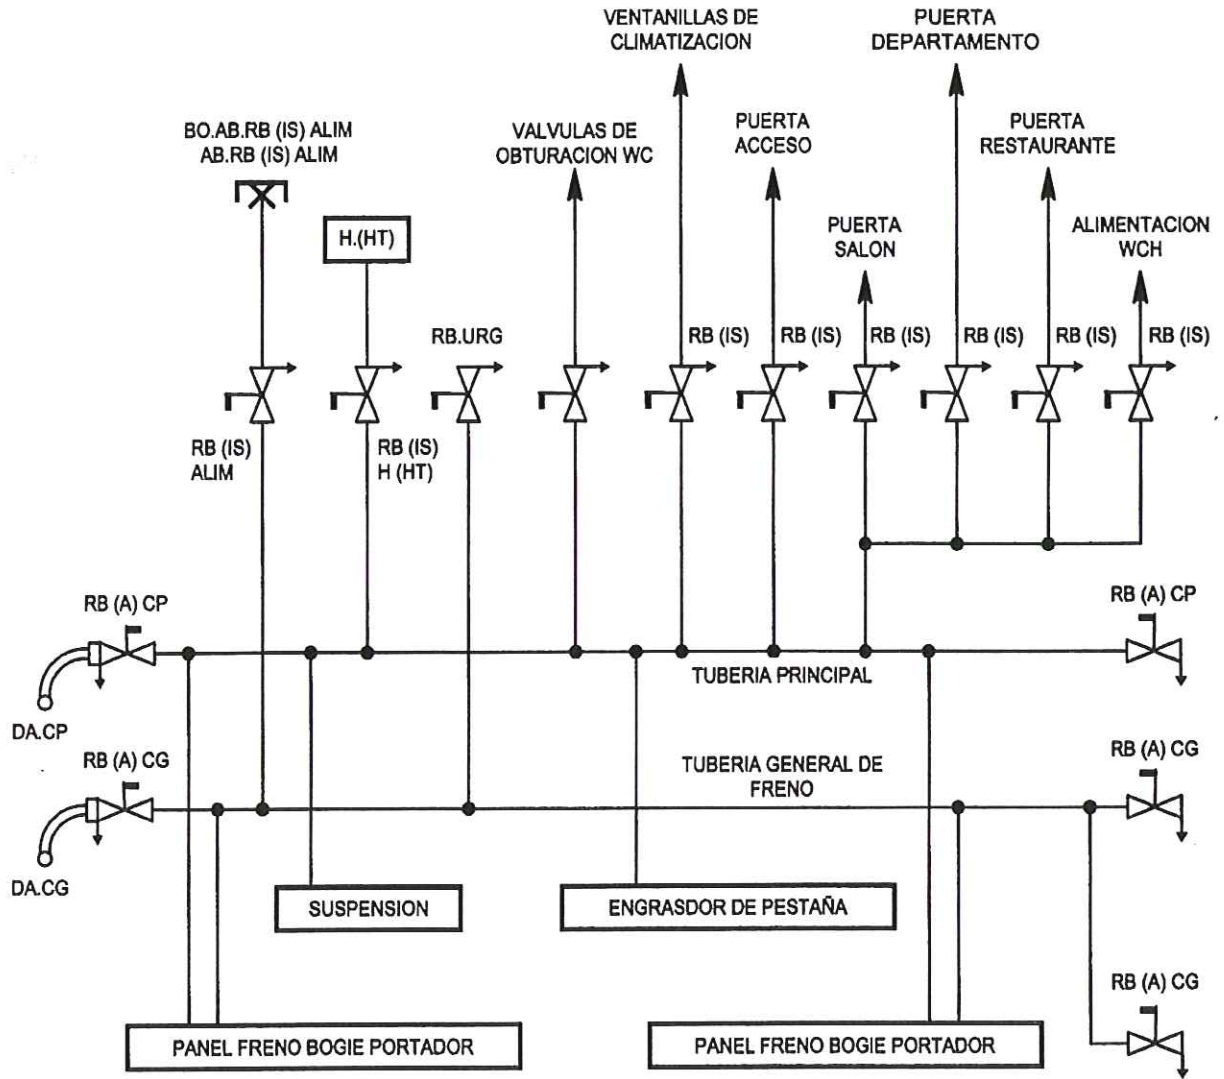 VENTANILLAS DE
CLIMATIZACION
PUERTA
DEPARTAMENTO
BO.AB.RB (IS) ALIM
AB.RB (IS) ALIM
VALVULAS DE
OBTURACION WC
PUERTA
ACCESO
PUERTA
RESTAURANTE
H.(HT)
PUERTA
SALON
ALIMENTACION
WCH
RB.URG
RB (IS)
RB (IS)
RB (IS)
RB (IS)
RB (IS)
RB (IS)
RB (IS)
ALIM
RB (IS)
H (HT)
RB (A) CP
RB (A) CP
TUBERIA PRINCIPAL
DA.CP
RB (A) CG
TUBERIA GENERAL DE
FRENO
RB (A) CG
DA.CG
SUSPENSION
ENGRASDOR DE PESTAÑA
RB (A) CG
PANEL FRENO BOGIE PORTADOR
PANEL FRENO BOGIE PORTADOR